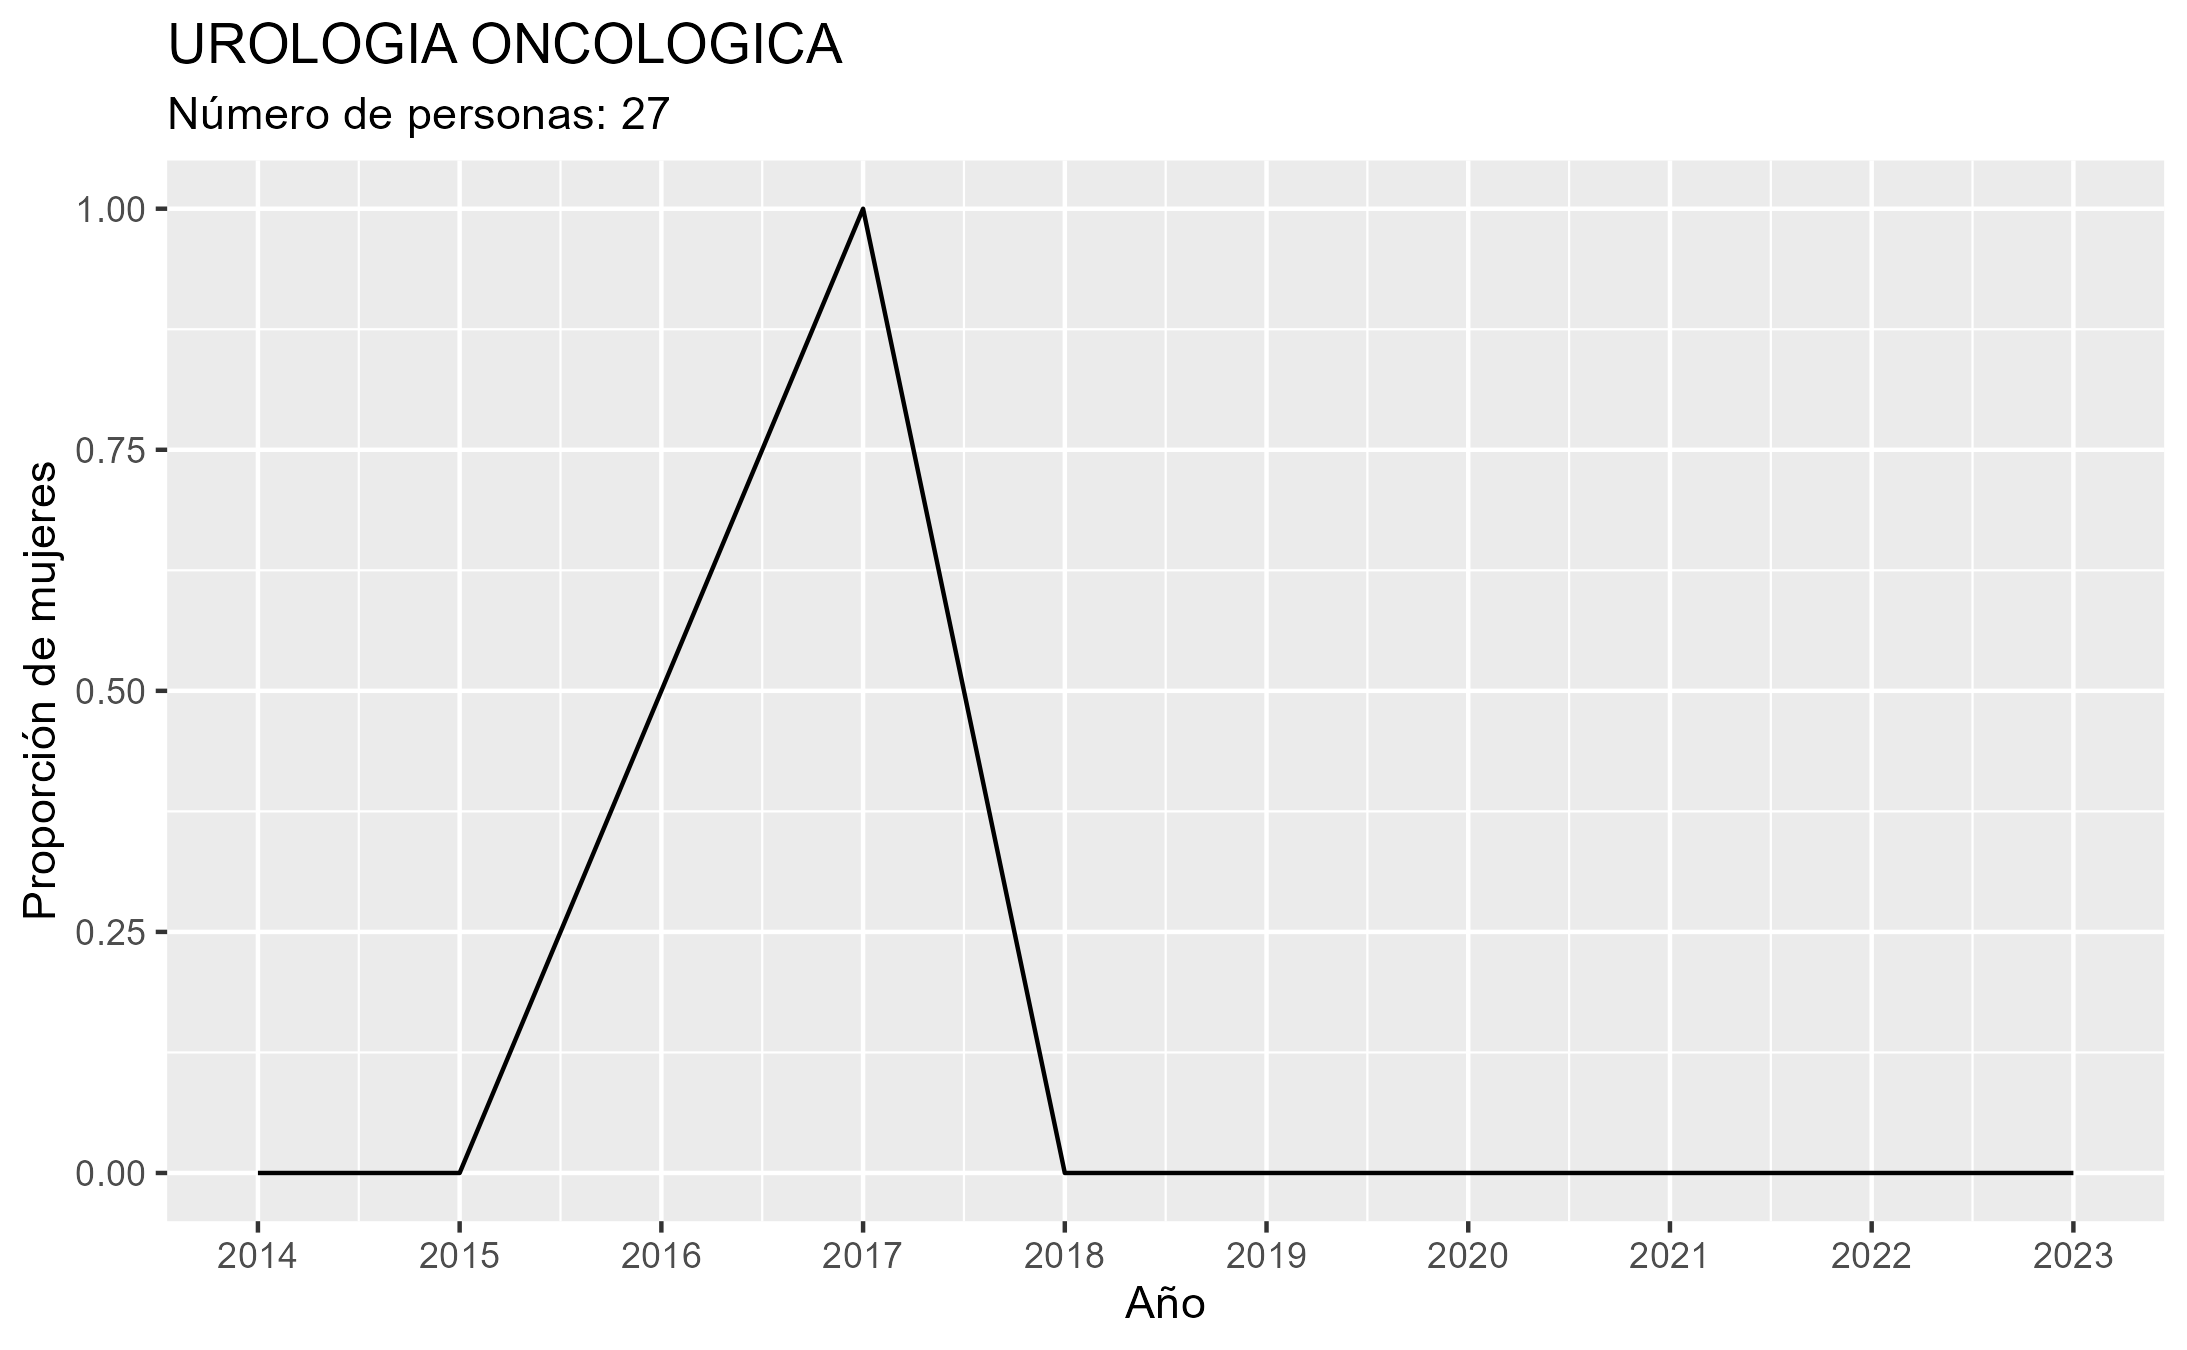 UROLOGIA ONCOLOGICA
Número de personas: 27
Proporción de mujeres
1.00
0.75
0.50
0.25
0.00
2014 2015 2016 2017 2018 2019 2020 2021 2022 2023
Año